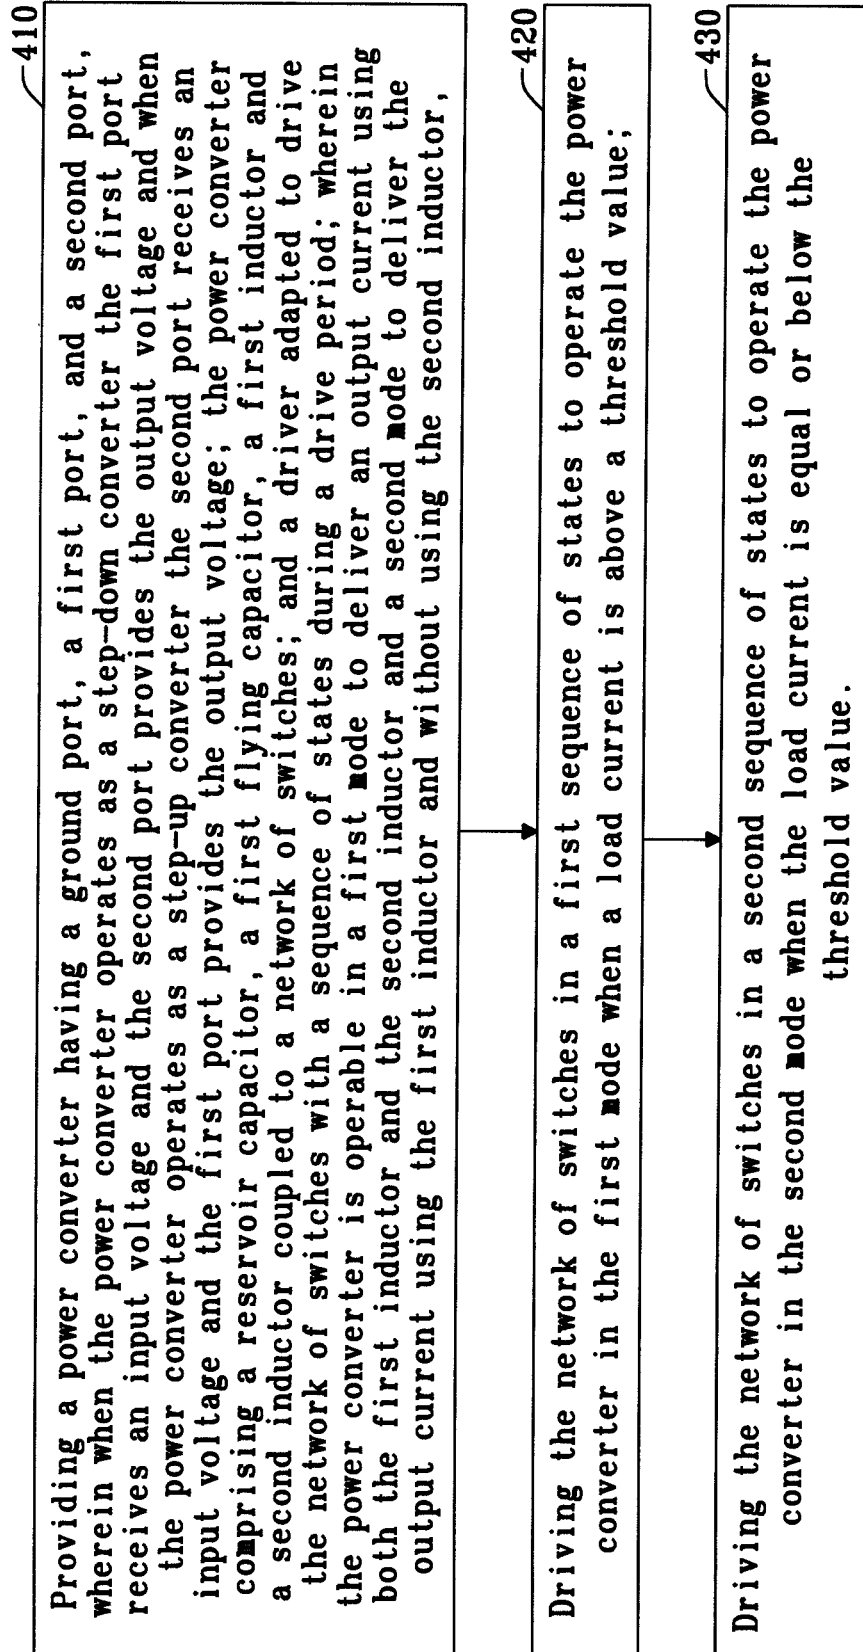 410
Providing a power converter having a ground port, a first port, and a second port,
wherein when the power converter operates as a step-down converter the first port
receives an input voltage and the second port provides the output voltage and when
the power converter operates as a step-up converter the second port receives an
input voltage and the first port provides the output voltage; the power converter
comprising a reservoir capacitor, a first flying capacitor, a first inductor and
a second inductor coupled to a network of switches; and a driver adapted to drive
the network of switches with a sequence of states during a drive period; wherein
the power converter is operable in a first mode to deliver an output current using
both the first inductor and the second inductor and a second mode to deliver the
output current using the first inductor and without using the second inductor,
420
Driving the network of switches in a first sequence of states to operate the power
converter in the first mode when a load current is above a threshold value;
430
Driving the network of switches in a second sequence of states to operate the power
converter in the second mode when the load current is equal or below the
threshold value.